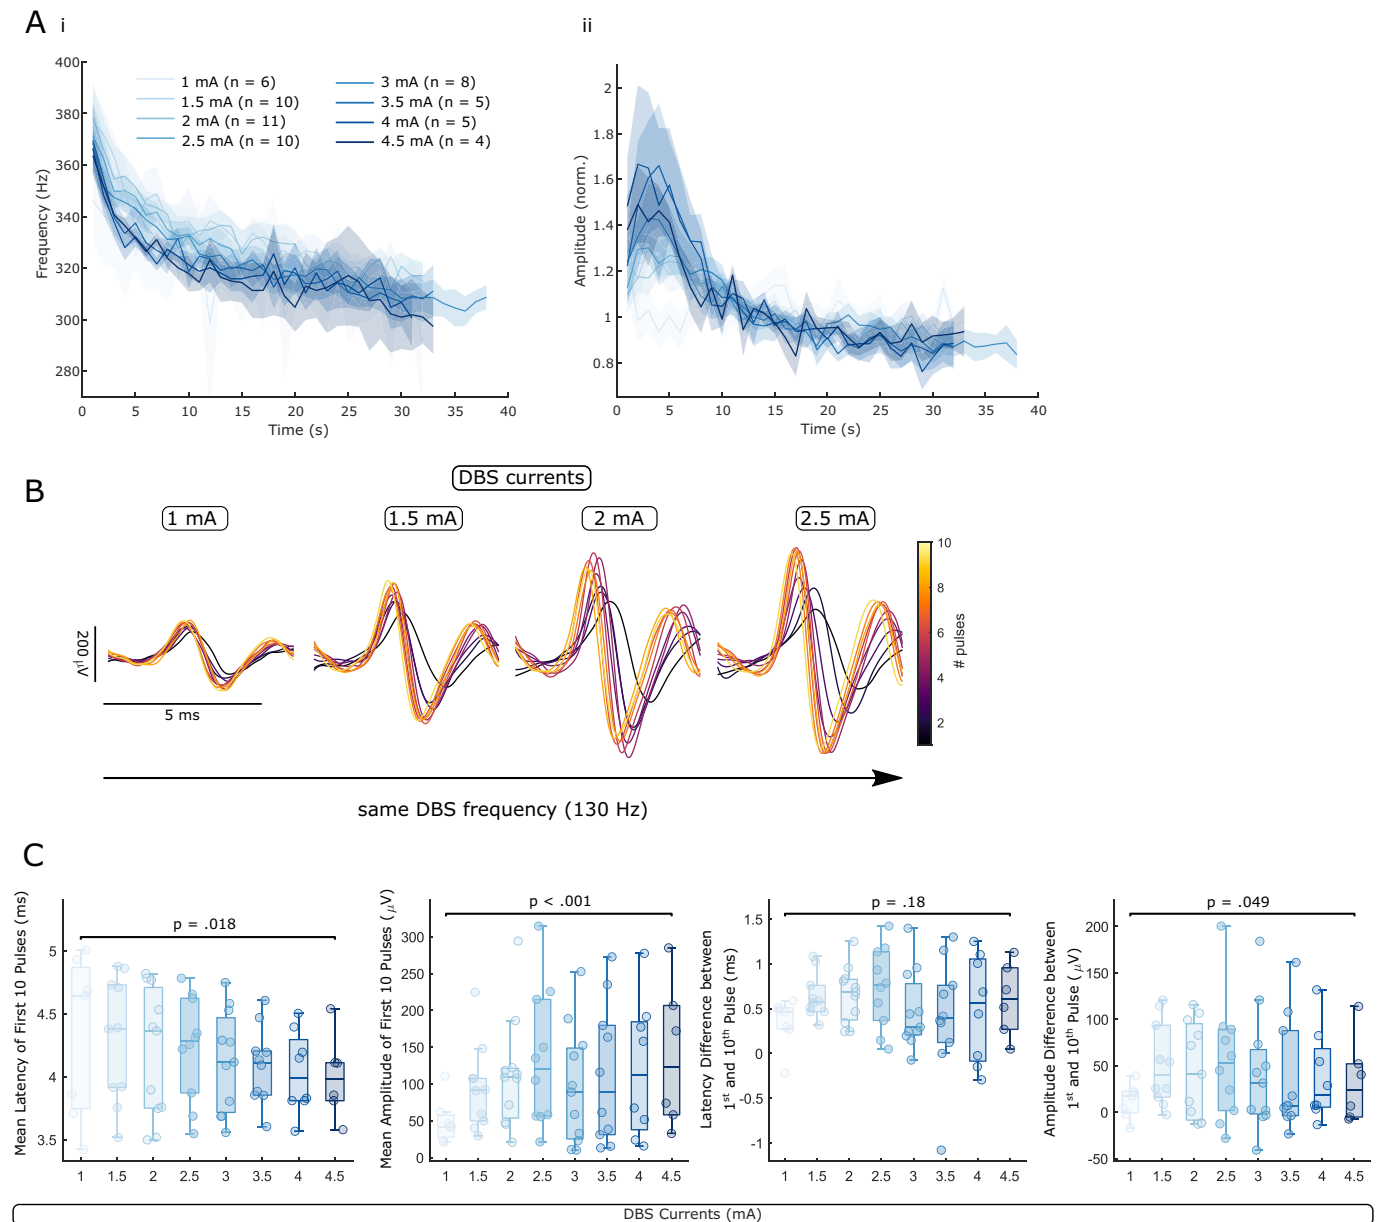 A i ii
400
380
360
340
320
300
280
Frequency (Hz)
0 5 10 15 20 25 30 35 40
Time (s)
1 mA (n = 6)
1.5 mA (n = 10)
2 mA (n = 11)
2.5 mA (n = 10)
3 mA (n = 8)
3.5 mA (n = 5)
4 mA (n = 5)
4.5 mA (n = 4)
2
1.8
1.6
1.4
1.2
1
0.8
Amplitude (norm.)
0 5 10 15 20 25 30 35 40
Time (s)
B
DBS currents
1 mA 1.5 mA 2 mA 2.5 mA
200 μV
5 ms
10
8
6
4
2
# pulses
same DBS frequency (130 Hz)
C
Mean Latency of First 10 Pulses (ms)
p = .018
5
4.5
4
3.5
1 1.5 2 2.5 3 3.5 4 4.5
Mean Amplitude of First 10 Pulses (μV)
p < .001
300
250
200
150
100
50
0
1 1.5 2 2.5 3 3.5 4 4.5
Latency Difference between
1st and 10th Pulse (ms)
p = .18
1.5
1
0.5
0
-0.5
-1
1 1.5 2 2.5 3 3.5 4 4.5
Amplitude Difference between
1st and 10th Pulse (μV)
p = .049
200
150
100
50
0
-50
1 1.5 2 2.5 3 3.5 4 4.5
DBS Currents (mA)